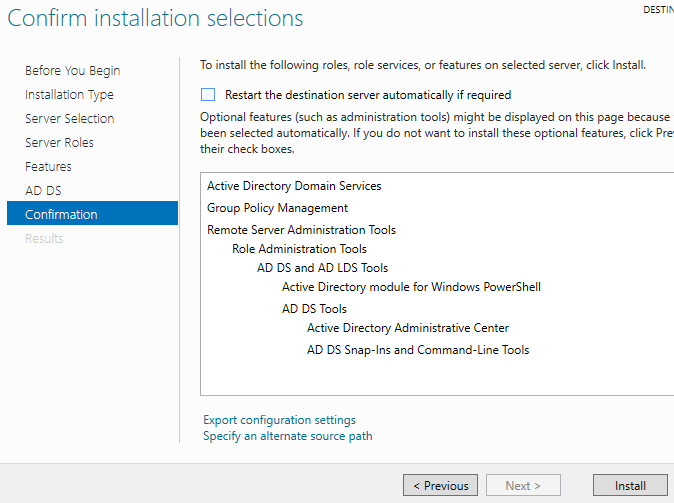 Confirm installation selections
DESTIN
Before You Begin
Installation Type
Server Selection
Server Roles
Features
AD DS
Confirmation
Results
To install the following roles, role services, or features on selected server, click Install.
Restart the destination server automatically if required
Optional features (such as administration tools) might be displayed on this page because
been selected automatically. If you do not want to install these optional features, click Pre
their check boxes.
Active Directory Domain Services
Group Policy Management
Remote Server Administration Tools
Role Administration Tools
AD DS and AD LDS Tools
Active Directory module for Windows PowerShell
AD DS Tools
Active Directory Administrative Center
AD DS Snap-Ins and Command-Line Tools
Export configuration settings
Specify an alternate source path
< Previous
Next >
Install